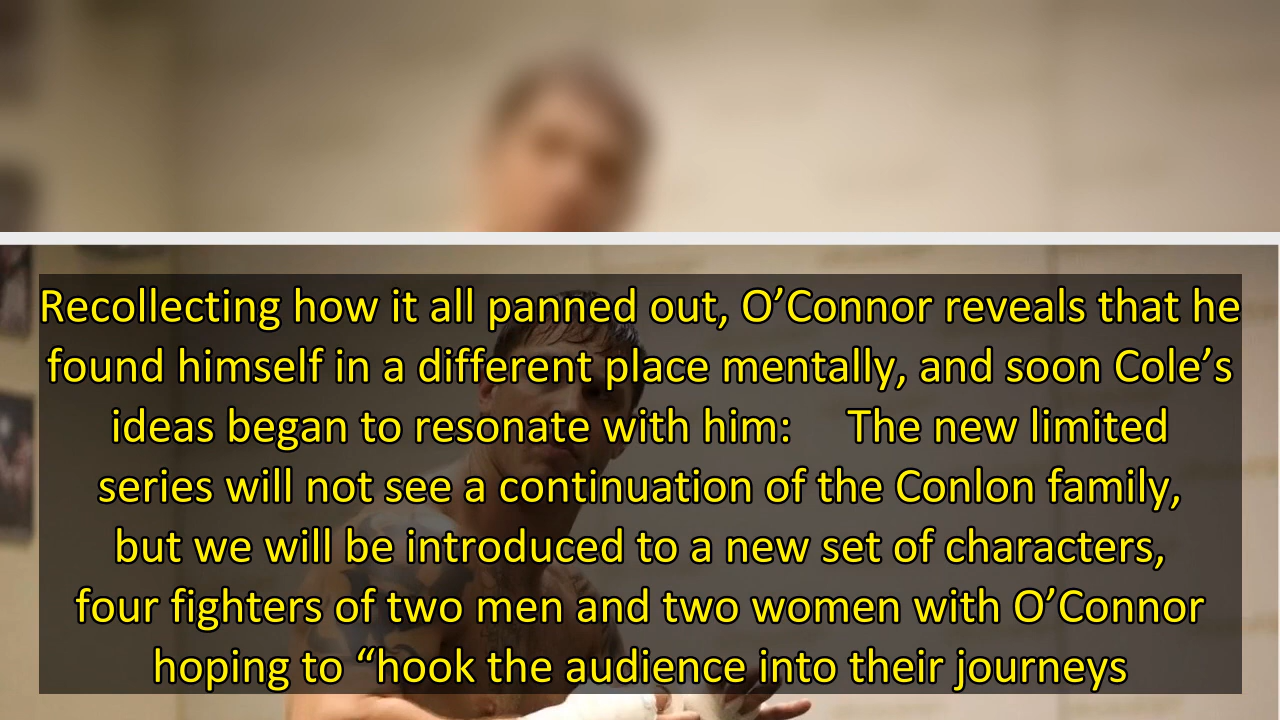 Recollecting how it all panned out, O’Connor reveals that he
found himself in a different place mentally, and soon Cole’s
ideas began to resonate with him: The new limited
series will not see a continuation of the Conlon family,
but we will be introduced to a new set of characters,
four fighters of two men and two women with O’Connor
hoping to “hook the audience into their journeys